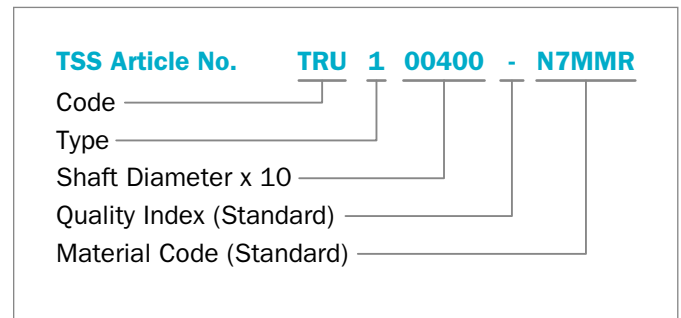 TSS Article No. TRU 1 00400 - N7MMR
Code
Type
Shaft Diameter x 10
Quality Index (Standard)
Material Code (Standard)